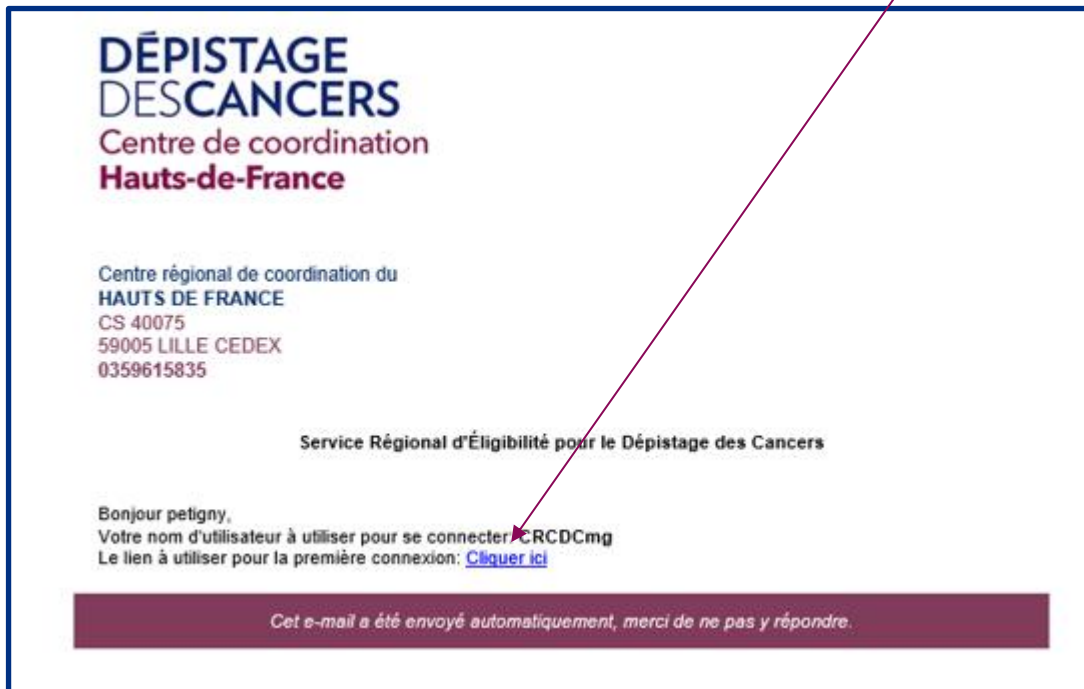 DÉPISTAGE
DESCANCERS
Centre de coordination
Hauts-de-France
Centre régional de coordination du
HAUTS DE FRANCE
CS 40075
59005 LILLE CEDEX
0359615835
Service Régional d'Éligibilité pour le Dépistage des Cancers
Bonjour petigny,
Votre nom d'utilisateur à utiliser pour se connecter: CRCDCmg
Le lien à utiliser pour la première connexion: Cliquer ici
Cet e-mail a été envoyé automatiquement, merci de ne pas y répondre.